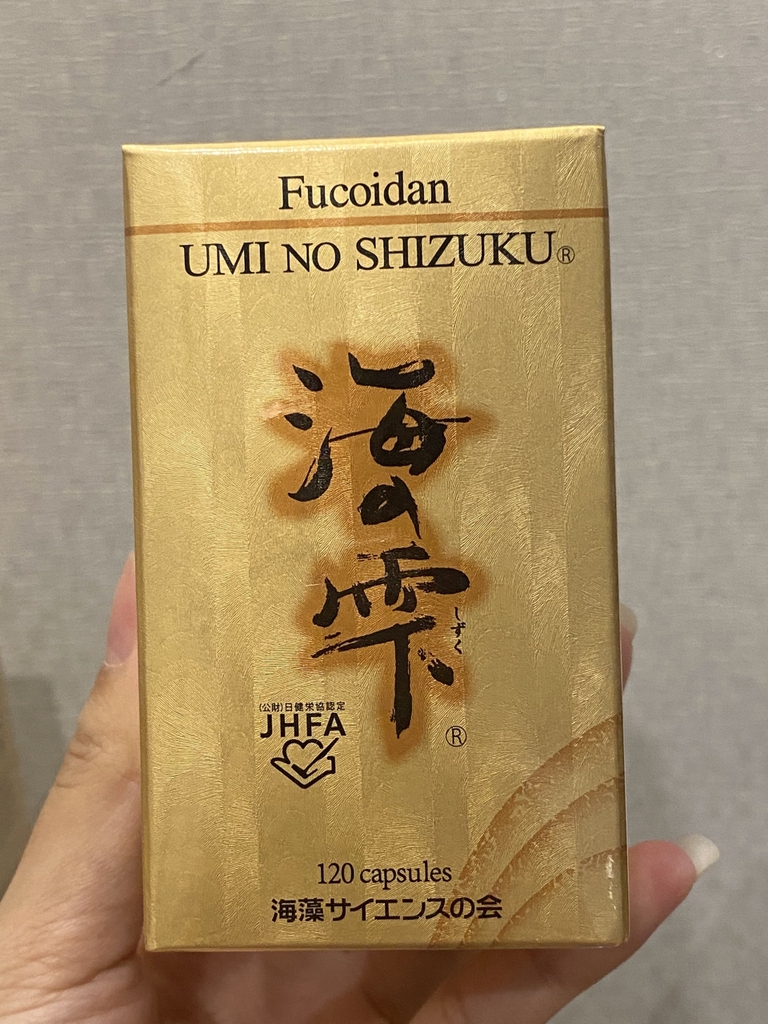 Fucoidan
UMI NO SHIZUKU®
海の雫
しずく
®
(公財)日健栄協認定
JHFA
120 capsules
海藻サイエンスの会